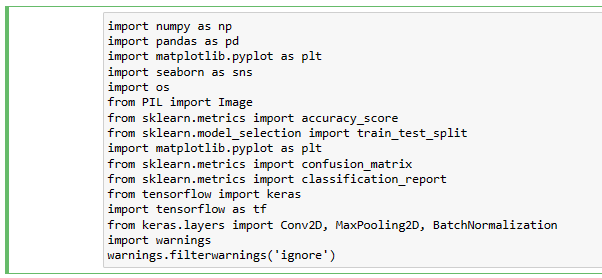 import numpy as np
import pandas as pd
import matplotlib.pyplot as plt
import seaborn as sns
import os
from PIL import Image
from sklearn.metrics import accuracy_score
from sklearn.model_selection import train_test_split
import matplotlib.pyplot as plt
from sklearn.metrics import confusion_matrix
from sklearn.metrics import classification_report
from tensorflow import keras
import tensorflow as tf
from keras.layers import Conv2D, MaxPooling2D, BatchNormalization
import warnings
warnings.filterwarnings('ignore')